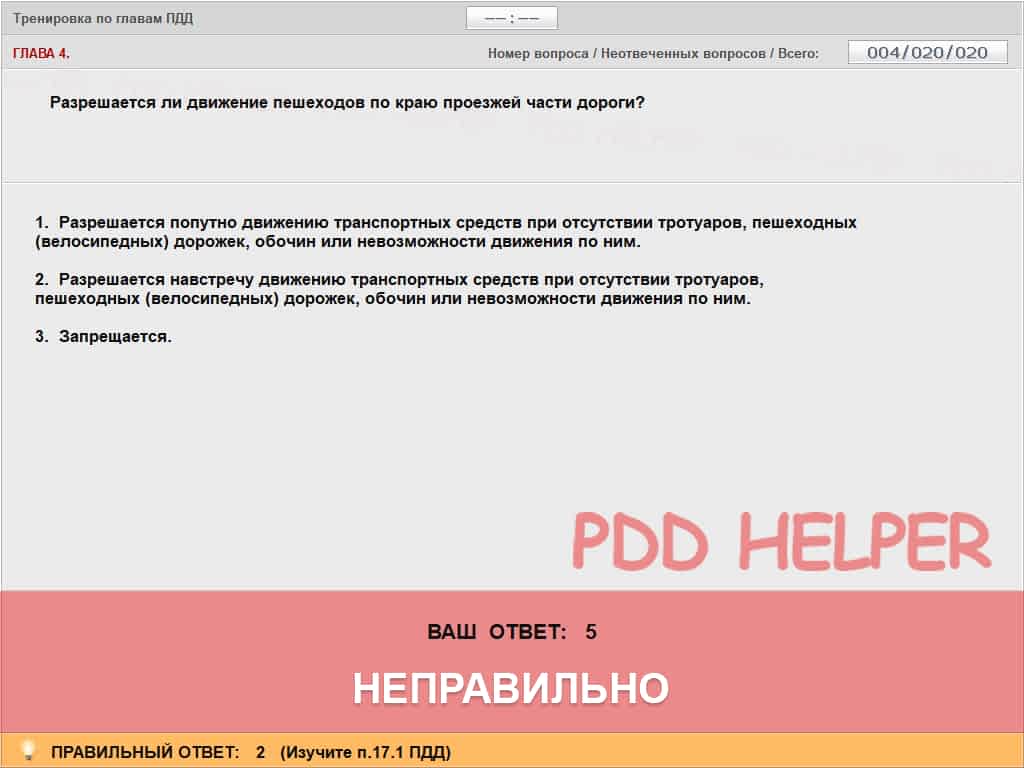 Тренировка по главам ПДД
—— : ——
ГЛАВА 4.
Номер вопроса / Неотвеченных вопросов / Всего:
004/020/020
Разрешается ли движение пешеходов по краю проезжей части дороги?
1. Разрешается попутно движению транспортных средств при отсутствии тротуаров, пешеходных
(велосипедных) дорожек, обочин или невозможности движения по ним.
2. Разрешается навстречу движению транспортных средств при отсутствии тротуаров,
пешеходных (велосипедных) дорожек, обочин или невозможности движения по ним.
3. Запрещается.
PDD HELPER
ВАШ ОТВЕТ: 5
НЕПРАВИЛЬНО
ПРАВИЛЬНЫЙ ОТВЕТ: 2 (Изучите п.17.1 ПДД)